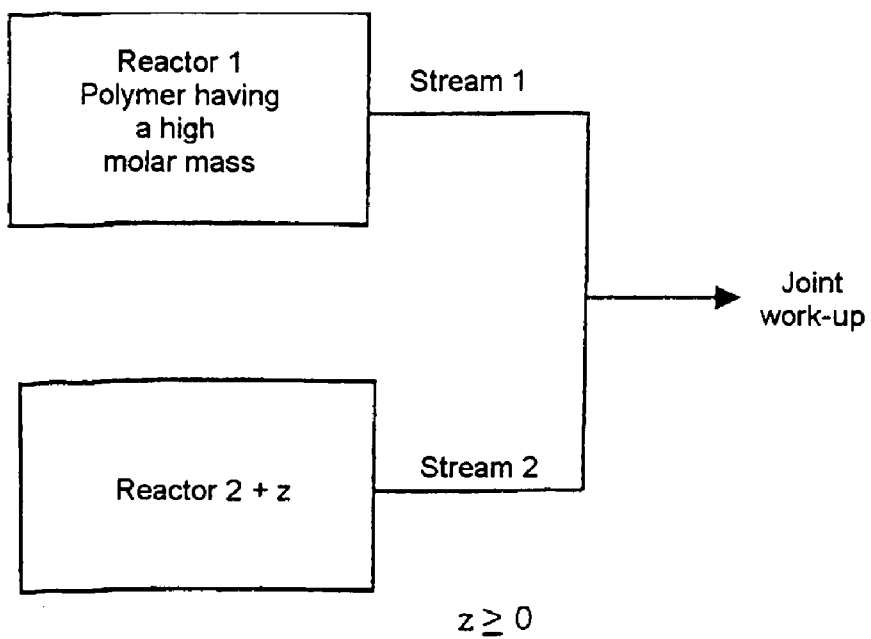 Reactor 1
Polymer having
a high
molar mass
Stream 1
Joint
work-up
Reactor 2 + z
Stream 2
z ≥ 0